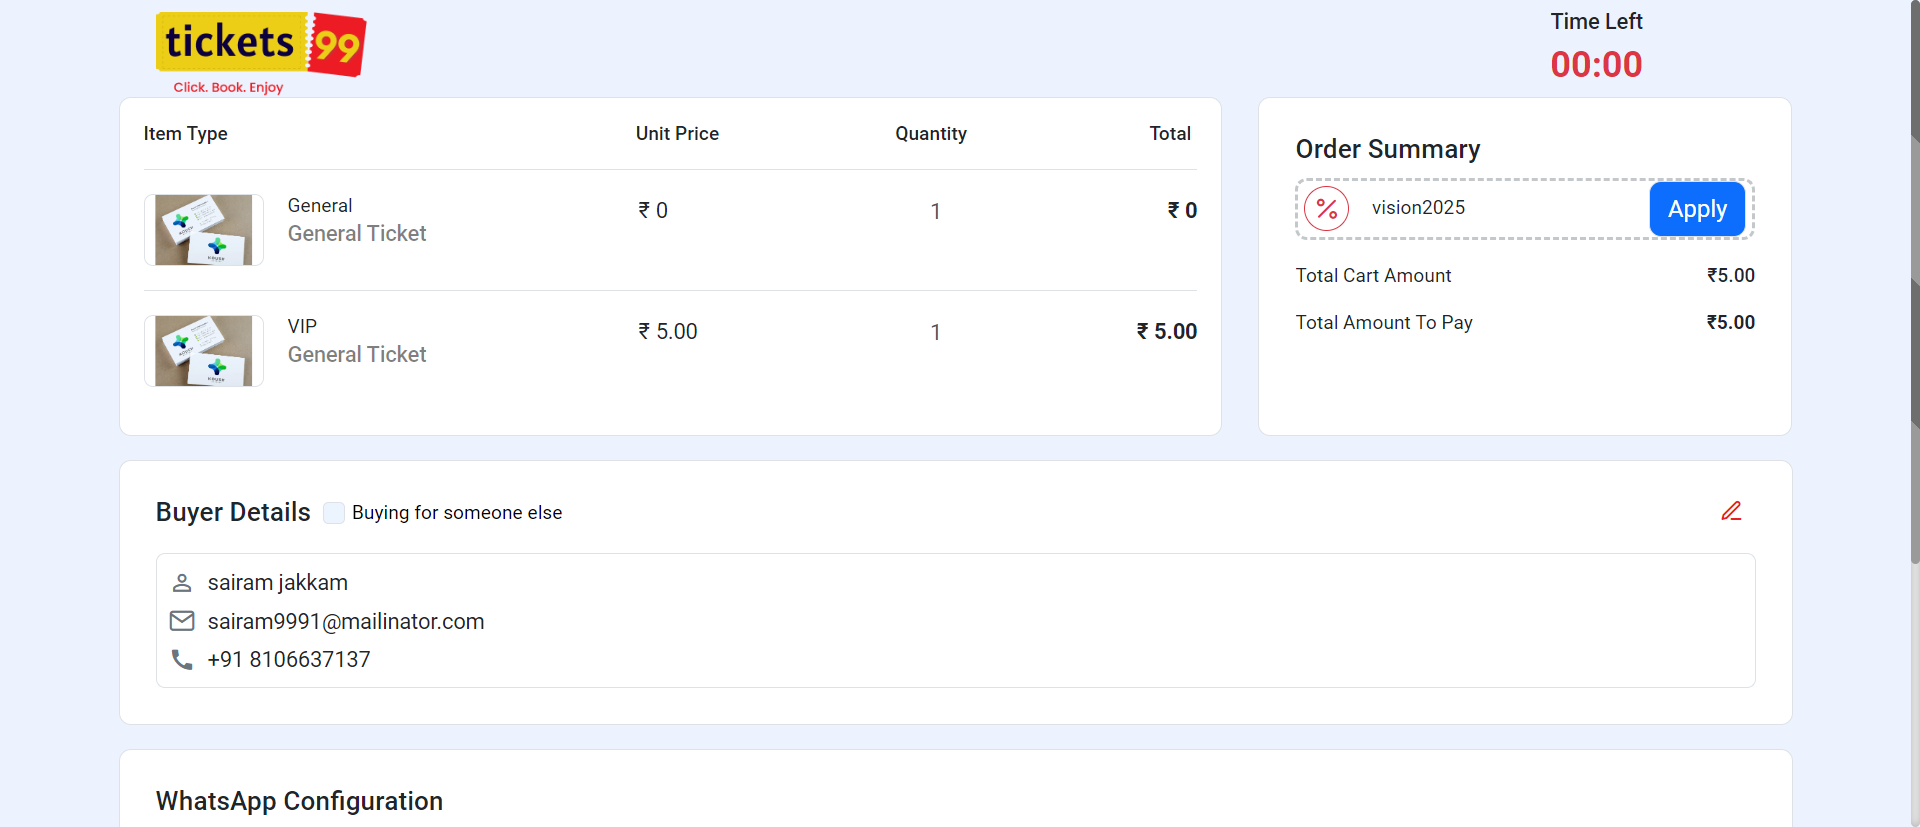 tickets 99
Click. Book. Enjoy
Time Left
00:00
Item Type Unit Price Quantity Total
General
General Ticket
₹ 0 1 ₹ 0
VIP
General Ticket
₹ 5.00 1 ₹ 5.00
Order Summary
vision2025 Apply
Total Cart Amount ₹5.00
Total Amount To Pay ₹5.00
Buyer Details Buying for someone else
sairam jakkam
sairam9991@mailinator.com
+91 8106637137
WhatsApp Configuration